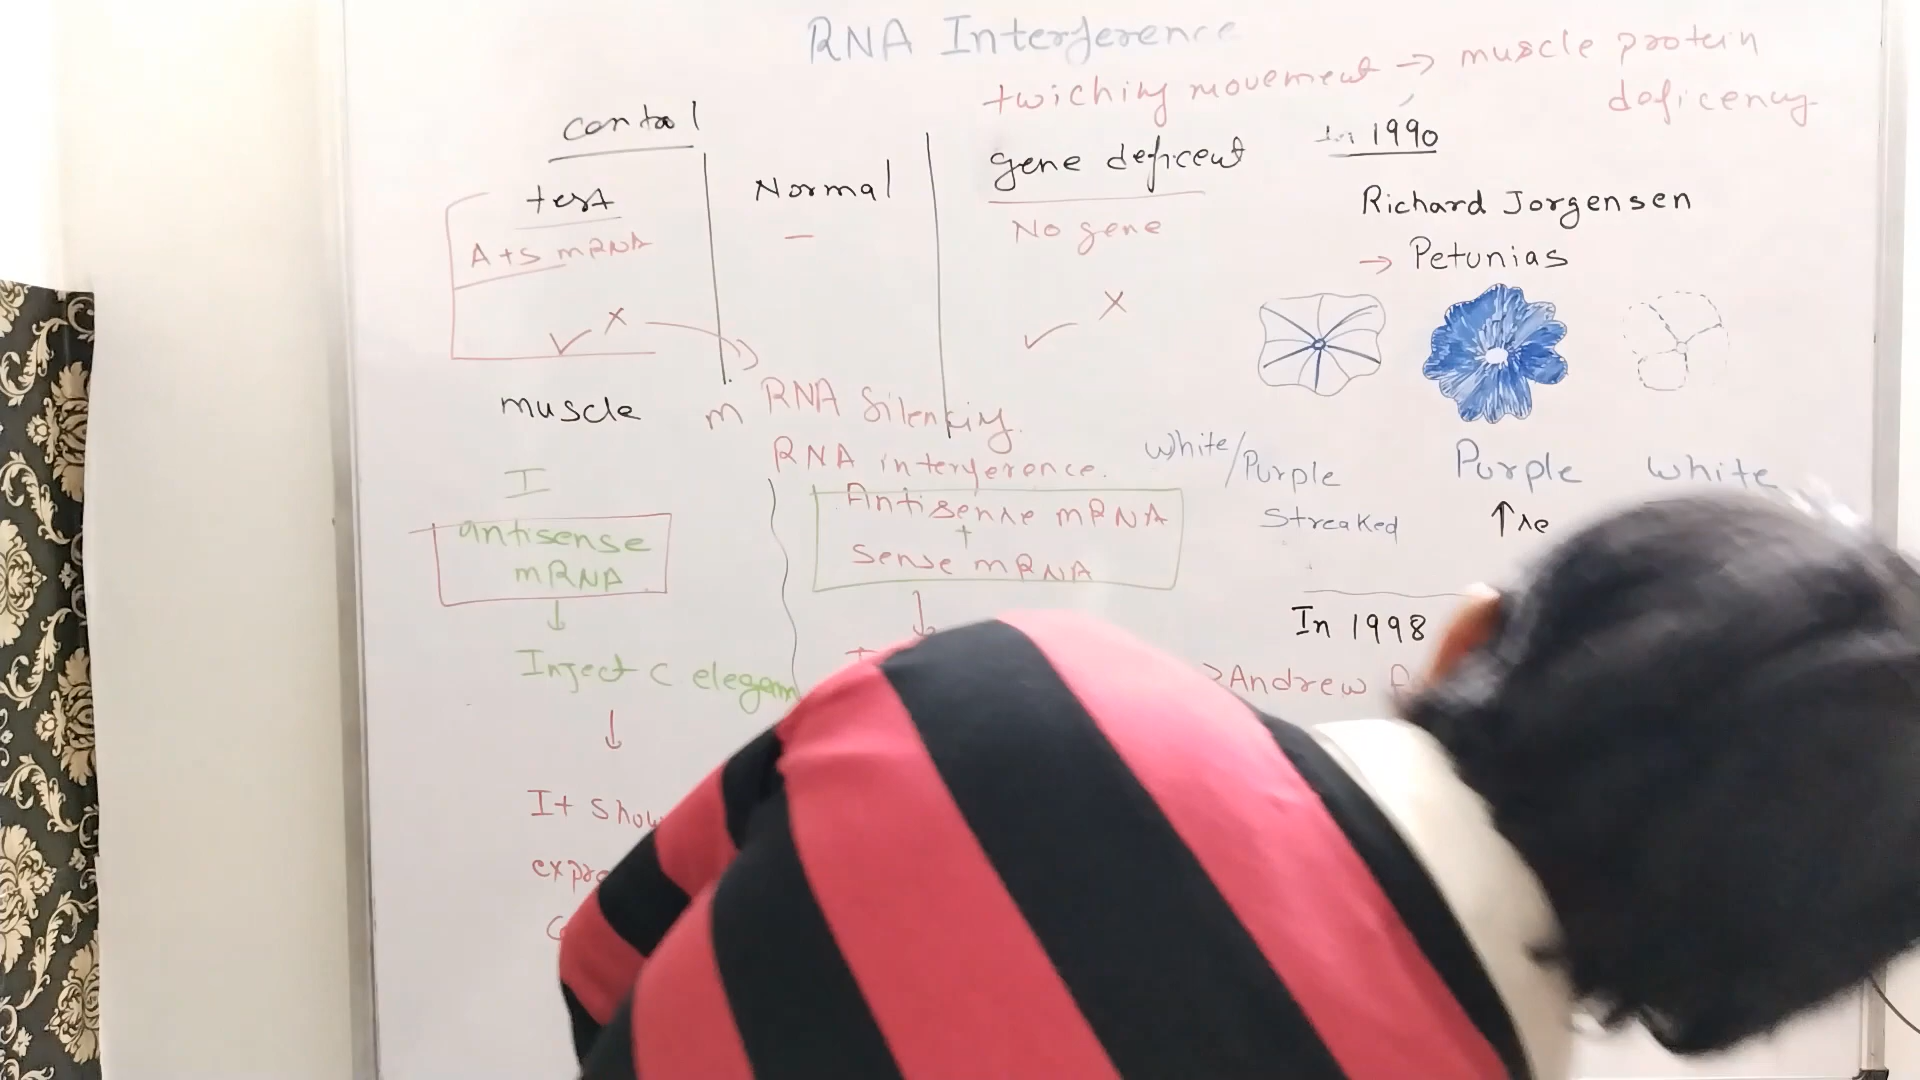 RNA Interference
twiching movement → muscle protein
deficency
control
test
A+S mRNA
Normal
gene deficent
No gene
muscle
m RNA Silenking.
RNA interference.
In 1990
Richard Jorgensen
→ Petunias
White/Purple
Streaked
Purple
White
I
antisense
mRNA
↓
Inject C elegann
↓
It show
Antisense mRNA
+
Sense mRNA
↓
In 1998
>Andrew